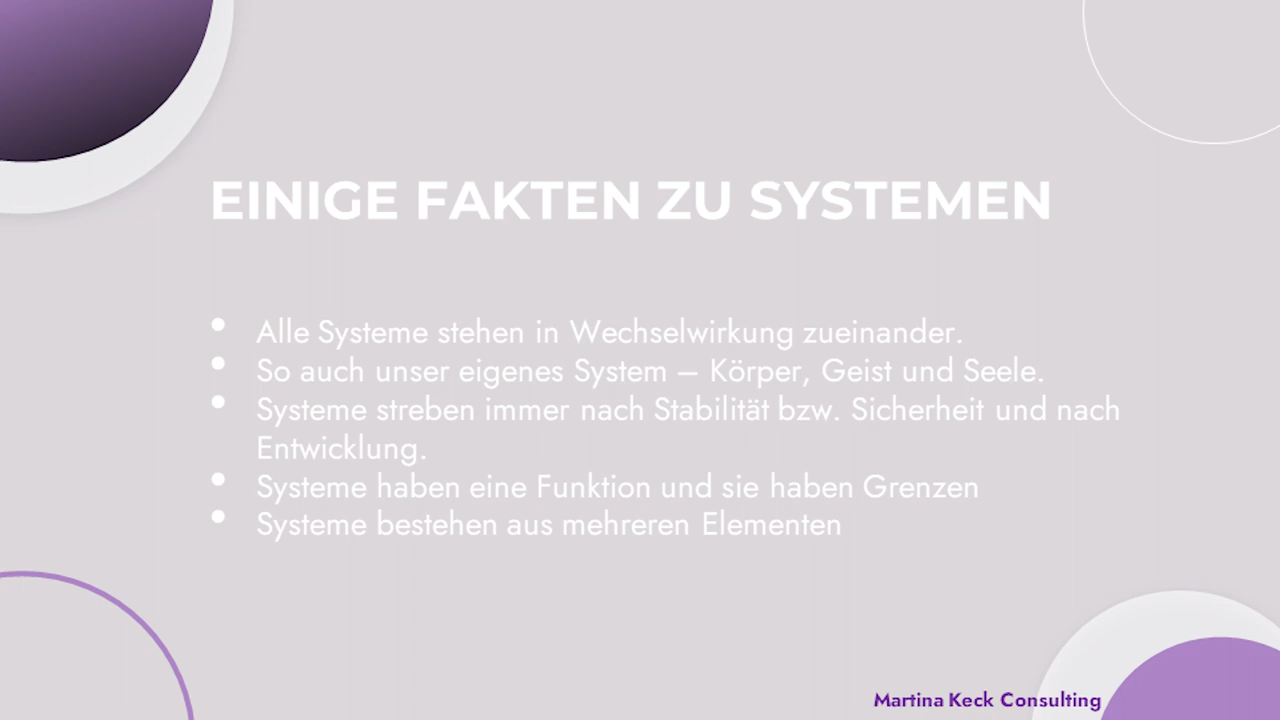 EINIGE FAKTEN ZU SYSTEMEN
• Alle Systeme stehen in Wechselwirkung zueinander.
• So auch unser eigenes System – Körper, Geist und Seele.
• Systeme streben immer nach Stabilität bzw. Sicherheit und nach
Entwicklung.
• Systeme haben eine Funktion und sie haben Grenzen
• Systeme bestehen aus mehreren Elementen
Martina Keck Consulting